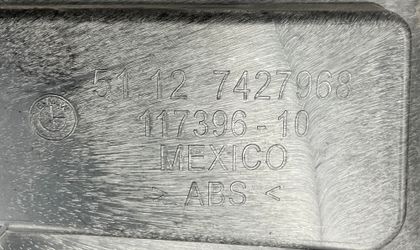 51 12 7427968
117396-10
MEXICO
> ABS <